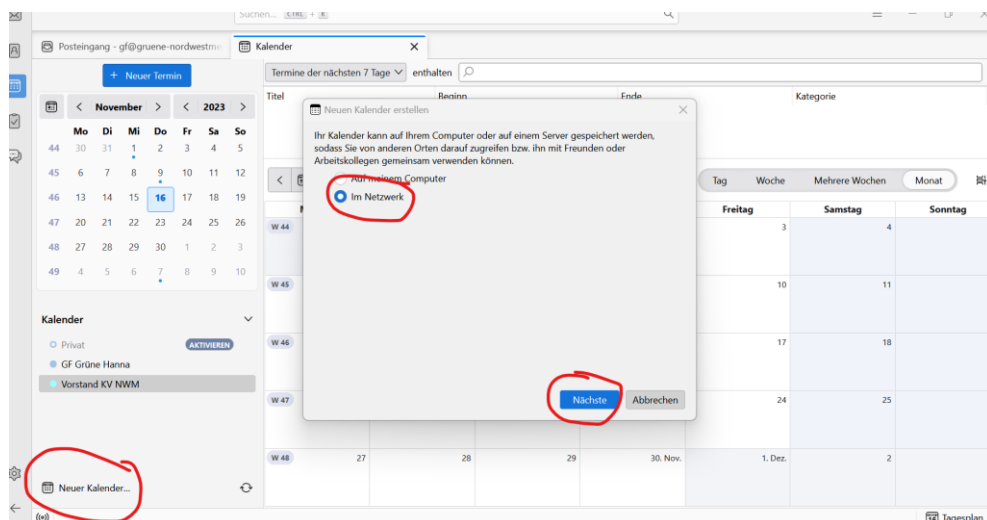 Suchen... CTRL + K
Posteingang - gf@gruene-nordwestme
Kalender
+ Neuer Termin
Termine der nächsten 7 Tage enthalten
Titel Beginn Ende Kategorie
November 2023
Mo Di Mi Do Fr Sa So
44 30 31 1 2 3 4 5
45 6 7 8 9 10 11 12
46 13 14 15 16 17 18 19
47 20 21 22 23 24 25 26
48 27 28 29 30 1 2 3
49 4 5 6 7 8 9 10
Kalender
Privat AKTIVIEREN
GF Grüne Hanna
Vorstand KV NWM
Neuer Kalender...
Neuen Kalender erstellen
Ihr Kalender kann auf Ihrem Computer oder auf einem Server gespeichert werden,
sodass Sie von anderen Orten darauf zugreifen bzw. ihn mit Freunden oder
Arbeitskollegen gemeinsam verwenden können.
Auf meinem Computer
Im Netzwerk
Nächste Abbrechen
Tag Woche Mehrere Wochen Monat
Freitag Samstag Sonntag
W 44 3 4
W 45 10 11
W 46 17 18
W 47 24 25
W 48 27 28 29 30. Nov. 1. Dez. 2
Tagesplan